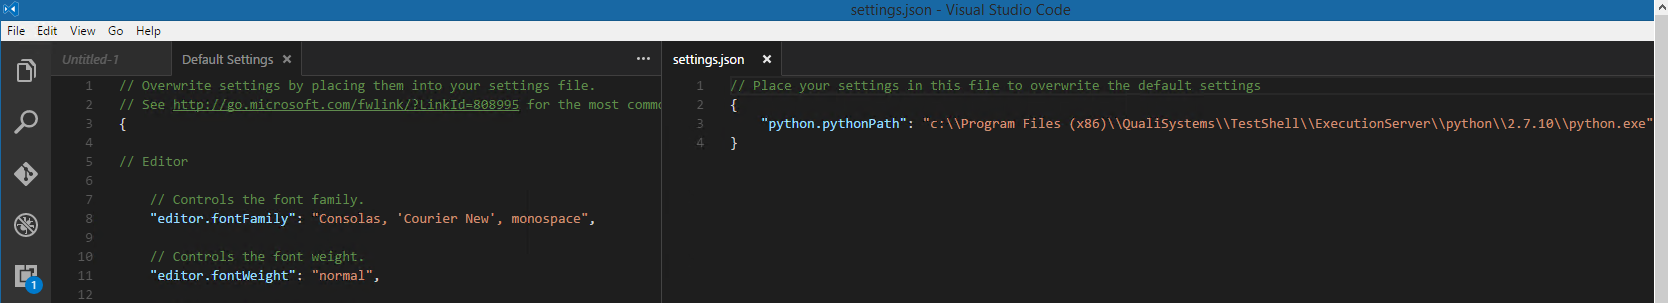 settings.json - Visual Studio Code
File Edit View Go Help
Untitled-1 Default Settings
1 // Overwrite settings by placing them into your settings file.
2 // See http://go.microsoft.com/fwlink/?LinkId=808995 for the most commo
3 {
4
5 // Editor
6
7 // Controls the font family.
8 "editor.fontFamily": "Consolas, 'Courier New', monospace",
9
10 // Controls the font weight.
11 "editor.fontWeight": "normal",
12
settings.json
1 // Place your settings in this file to overwrite the default settings
2 {
3 "python.pythonPath": "c:\\Program Files (x86)\\QualiSystems\\TestShell\\ExecutionServer\\python\\2.7.10\\python.exe"
4 }
1